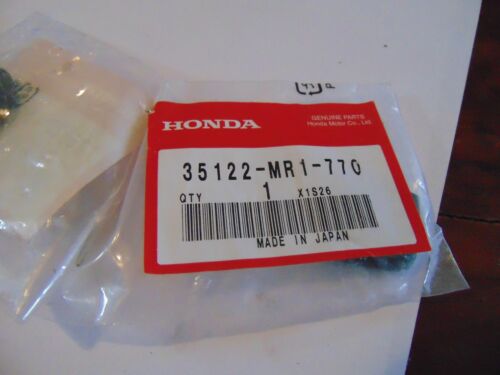 HONDA
GENUINE PARTS
Honda Motor Co., Ltd.
35122-MR1-770
QTY 1 X1S26
MADE IN JAPAN